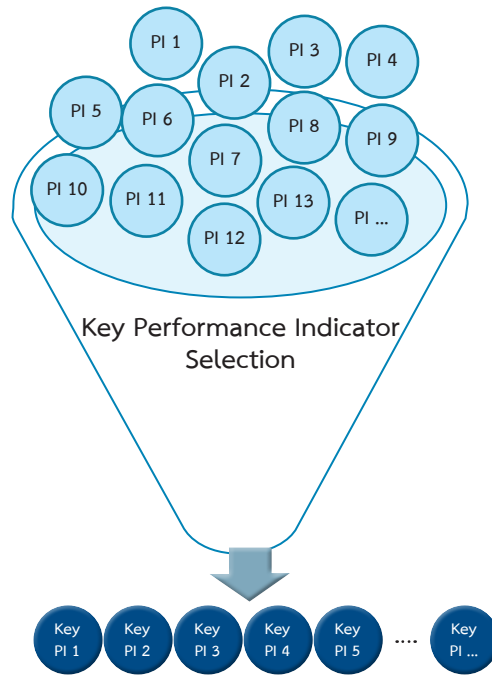 PI 1
PI 2
PI 3
PI 4
PI 5
PI 6
PI 7
PI 8
PI 9
PI 10
PI 11
PI 12
PI 13
PI ...
Key Performance Indicator
Selection
Key
PI 1
Key
PI 2
Key
PI 3
Key
PI 4
Key
PI 5
....
Key
PI ...